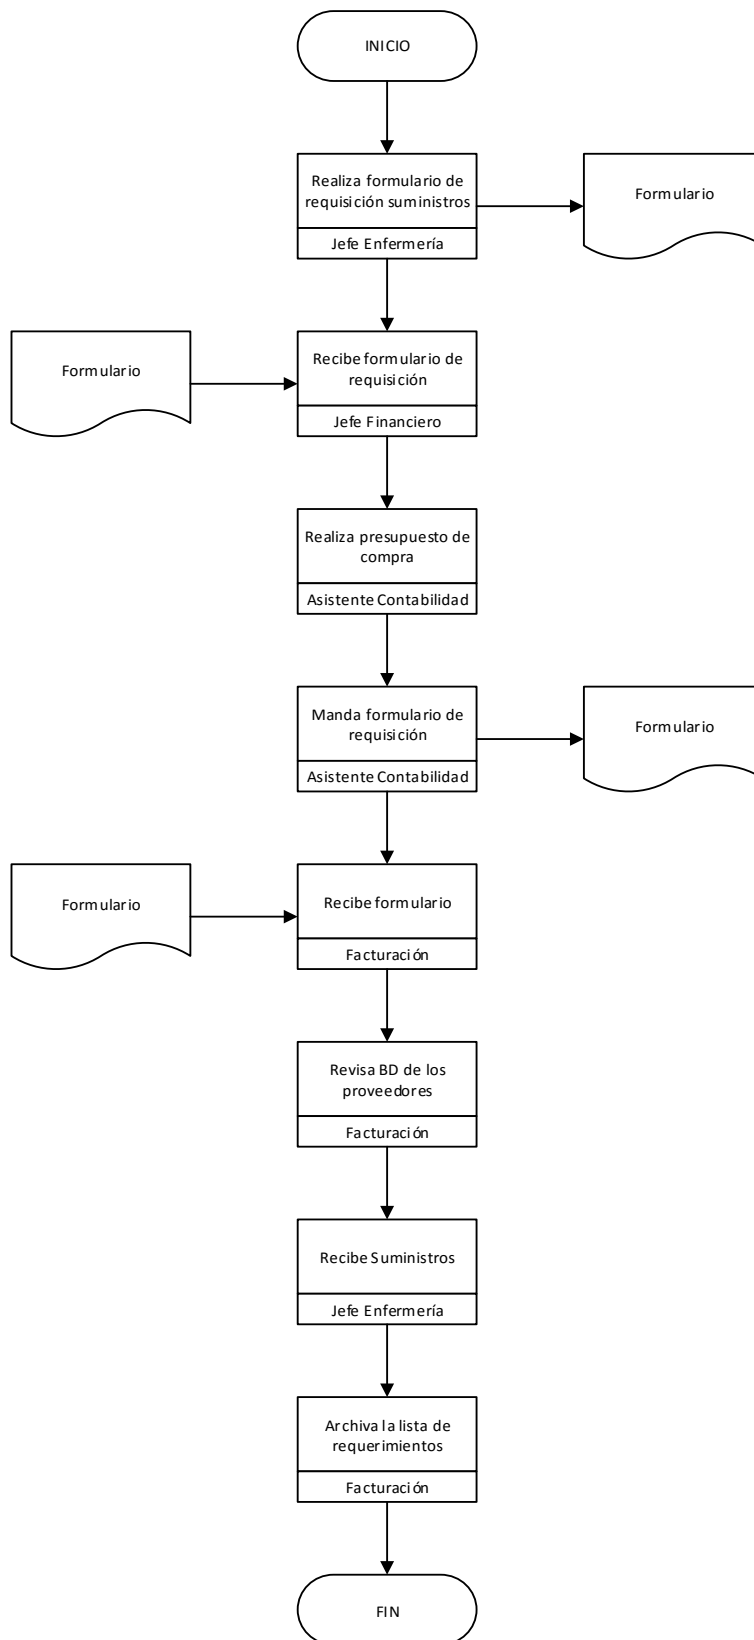 INICIO
Realiza formulario de
requisición suministros
Jefe Enfermería
Formulario
Formulario
Recibe formulario de
requisición
Jefe Financiero
Realiza presupuesto de
compra
Asistente Contabilidad
Manda formulario de
requisición
Asistente Contabilidad
Formulario
Formulario
Recibe formulario
Facturación
Revisa BD de los
proveedores
Facturación
Recibe Suministros
Jefe Enfermería
Archiva la lista de
requerimientos
Facturación
FIN